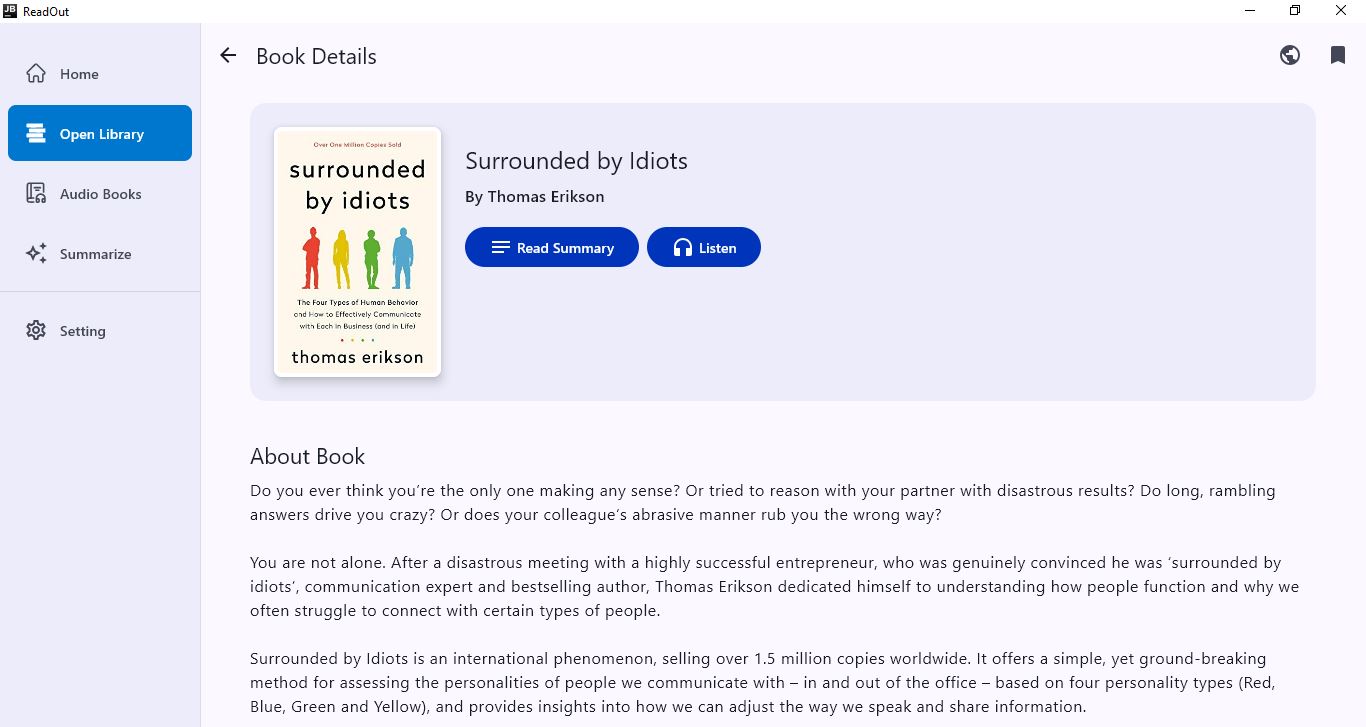 JB
ReadOut
Home
Open Library
Audio Books
Summarize
Setting
Book Details
Over One Million Copies Sold
surrounded
by idiots
The Four Types of Human Behavior
and How to Effectively Communicate
with Each in Business (and in Life)
thomas erikson
Surrounded by Idiots
By Thomas Erikson
Read Summary
Listen
About Book
Do you ever think you’re the only one making any sense? Or tried to reason with your partner with disastrous results? Do long, rambling
answers drive you crazy? Or does your colleague’s abrasive manner rub you the wrong way?
You are not alone. After a disastrous meeting with a highly successful entrepreneur, who was genuinely convinced he was ‘surrounded by
idiots’, communication expert and bestselling author, Thomas Erikson dedicated himself to understanding how people function and why we
often struggle to connect with certain types of people.
Surrounded by Idiots is an international phenomenon, selling over 1.5 million copies worldwide. It offers a simple, yet ground-breaking
method for assessing the personalities of people we communicate with – in and out of the office – based on four personality types (Red,
Blue, Green and Yellow), and provides insights into how we can adjust the way we speak and share information.